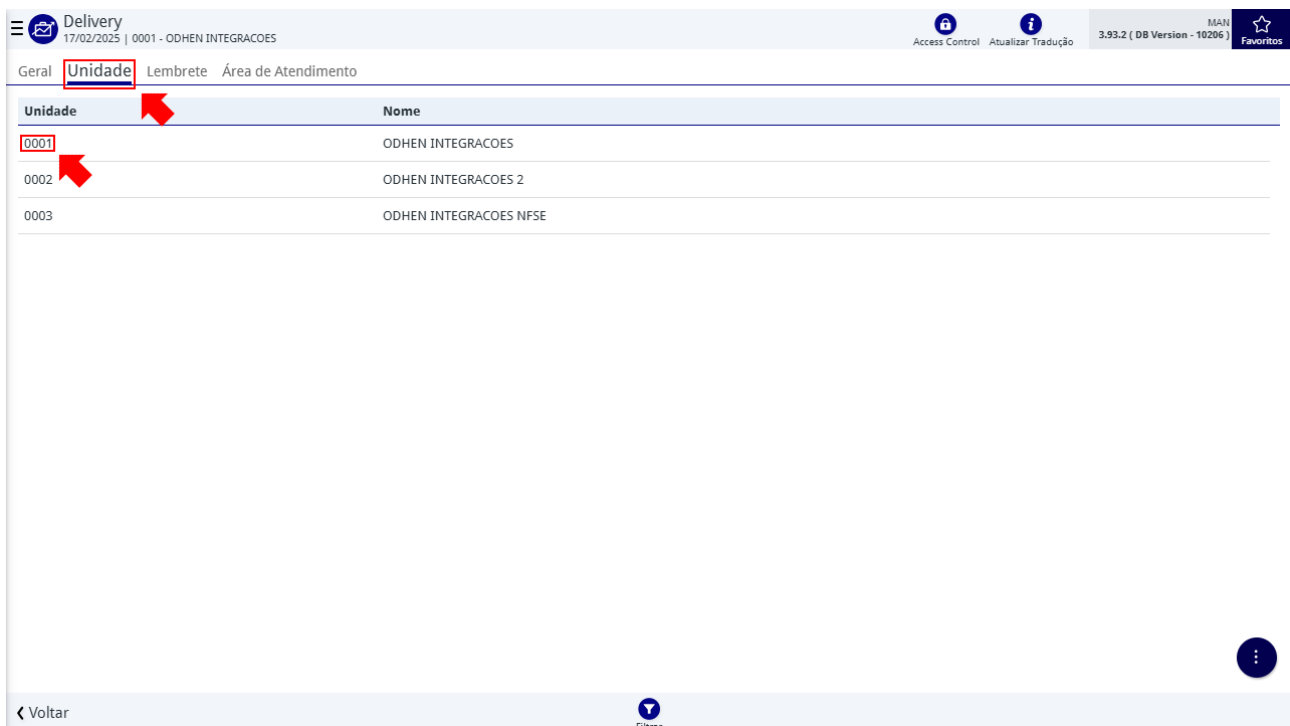 Delivery
17/02/2025 | 0001 - ODHEN INTEGRACOES
Access Control
Atualizar Tradução
MAN
3.93.2 ( DB Version - 10206 )
Favoritos
Geral Unidade Lembrete Área de Atendimento
Unidade Nome
0001 ODHEN INTEGRACOES
0002 ODHEN INTEGRACOES 2
0003 ODHEN INTEGRACOES NFSE
Voltar